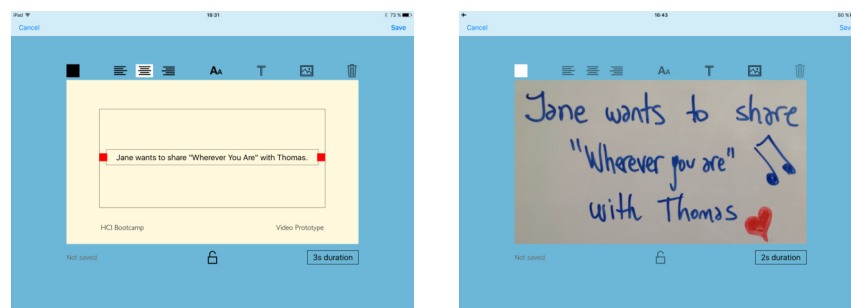 iPad 18:31 73 %
Cancel Save
AA T
Jane wants to share "Wherever You Are" with Thomas.
HCI Bootcamp Video Prototype
Not saved 3s duration
16:43 80 %
Cancel Save
AA T
Jane wants to share
"Wherever you are"
with Thomas
Not saved 2s duration